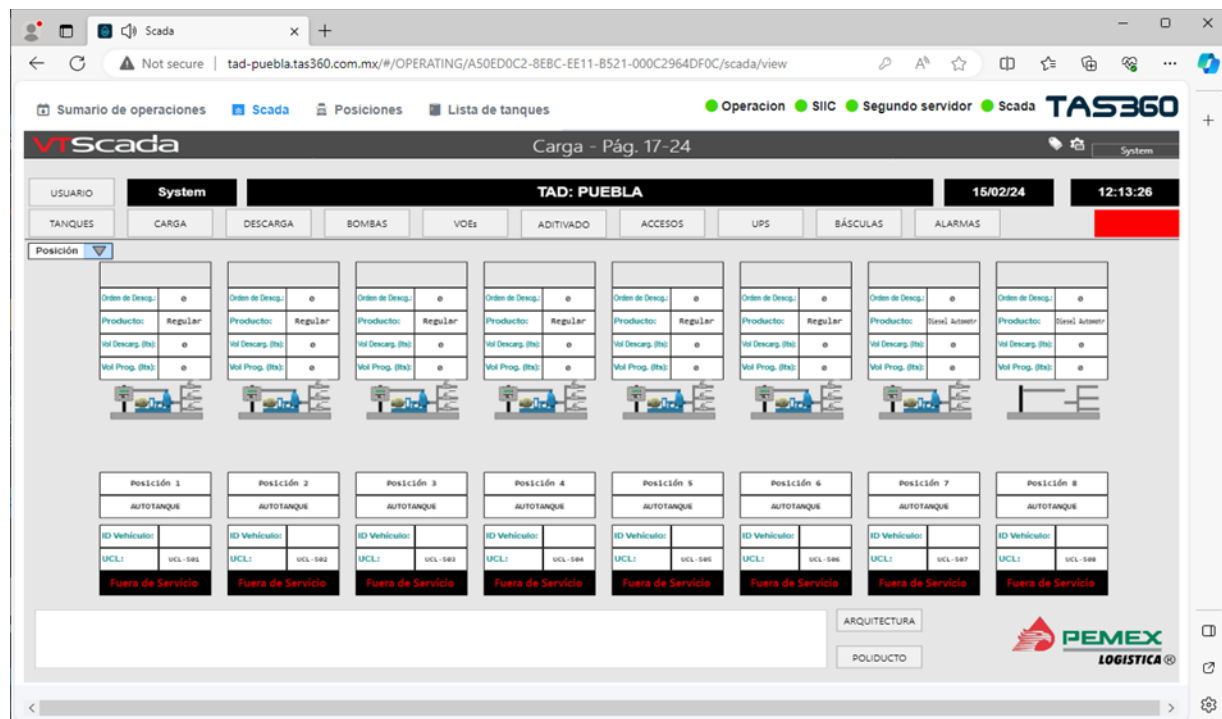 Scada
Not secure | tad-puebla.tas360.com.mx/#/OPERATING/A50ED0C2-8EBC-EE11-B521-000C2964DF0C/scada/view
Sumario de operaciones Scada Posiciones Lista de tanques Operacion SIIC Segundo servidor Scada TAS360
VTScada Carga - Pág. 17-24 System
USUARIO System TAD: PUEBLA 15/02/24 12:13:26
TANQUES CARGA DESCARGA BOMBAS VOEs ADITIVADO ACCESOS UPS BÁSCULAS ALARMAS
Posición
Orden de Descg.: 0 Orden de Descg.: 0 Orden de Descg.: 0 Orden de Descg.: 0 Orden de Descg.: 0 Orden de Descg.: 0 Orden de Descg.: 0 Orden de Descg.: 0
Producto: Regular Producto: Regular Producto: Regular Producto: Regular Producto: Regular Producto: Regular Producto: Diesel Automotr Producto: Diesel Automotr
Vol Descarg. (lts): 0 Vol Descarg. (lts): 0 Vol Descarg. (lts): 0 Vol Descarg. (lts): 0 Vol Descarg. (lts): 0 Vol Descarg. (lts): 0 Vol Descarg. (lts): 0 Vol Descarg. (lts): 0
Vol Prog. (lts): 0 Vol Prog. (lts): 0 Vol Prog. (lts): 0 Vol Prog. (lts): 0 Vol Prog. (lts): 0 Vol Prog. (lts): 0 Vol Prog. (lts): 0 Vol Prog. (lts): 0
Posición 1 Posición 2 Posición 3 Posición 4 Posición 5 Posición 6 Posición 7 Posición 8
AUTOTANQUE AUTOTANQUE AUTOTANQUE AUTOTANQUE AUTOTANQUE AUTOTANQUE AUTOTANQUE AUTOTANQUE
ID Vehículo: ID Vehículo: ID Vehículo: ID Vehículo: ID Vehículo: ID Vehículo: ID Vehículo: ID Vehículo:
UCL: UCL-501 UCL: UCL-502 UCL: UCL-503 UCL: UCL-504 UCL: UCL-505 UCL: UCL-506 UCL: UCL-507 UCL: UCL-508
Fuera de Servicio Fuera de Servicio Fuera de Servicio Fuera de Servicio Fuera de Servicio Fuera de Servicio Fuera de Servicio Fuera de Servicio
ARQUITECTURA
POLIDUCTO
PEMEX
LOGISTICA®